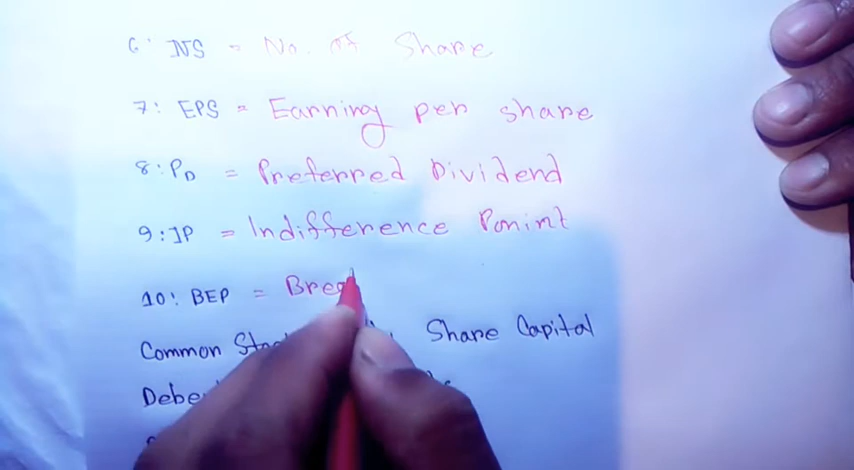 6: NS = No. of Share
7: EPS = Earning per share
8: PD = Preferred Dividend
9: IP = Indifference Ponint
10: BEP = Brea
Common Share Capital